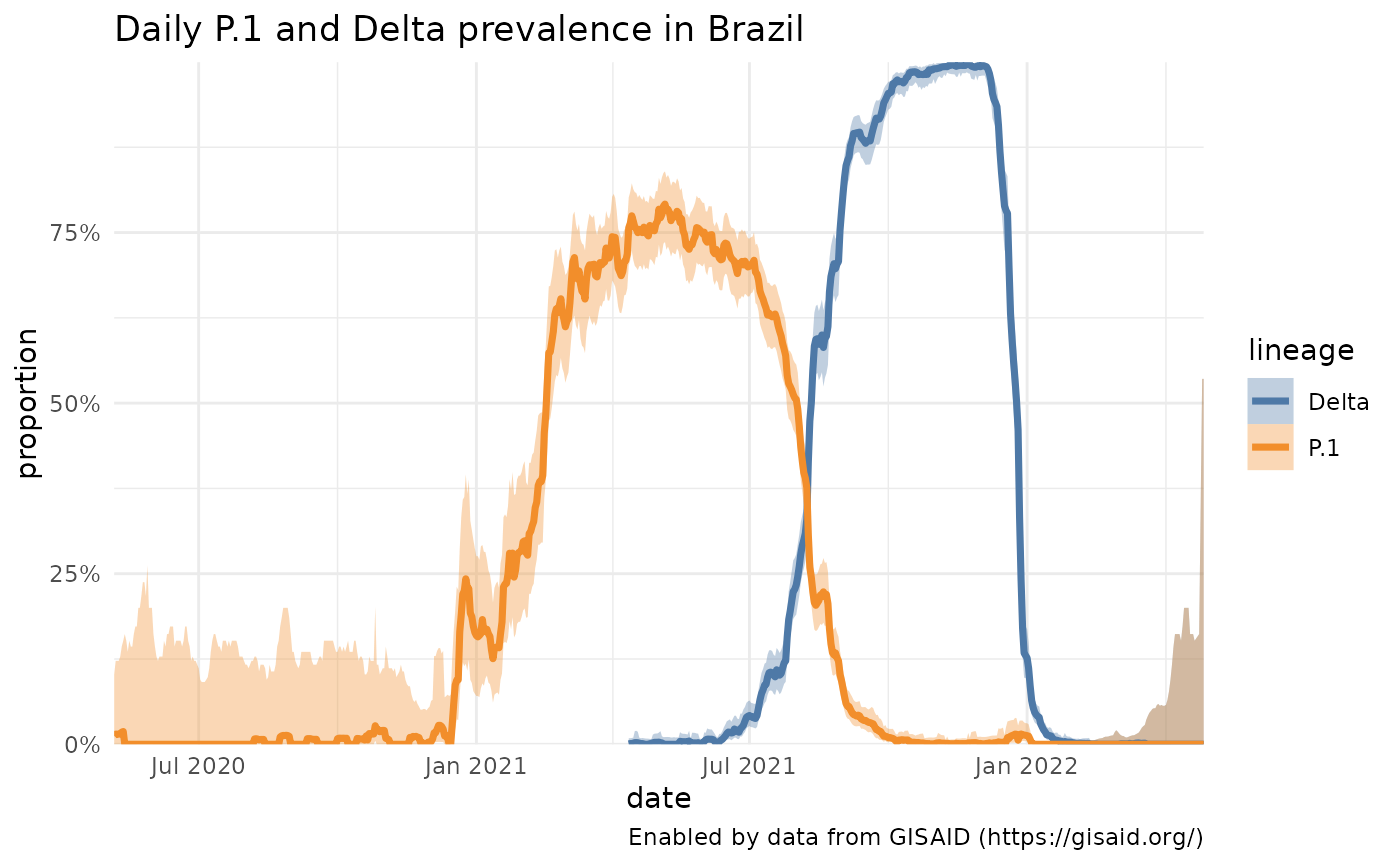 Daily P.1 and Delta prevalence in Brazil
proportion
75%
50%
25%
0%
Jul 2020
Jan 2021
Jul 2021
Jan 2022
date
lineage
Delta
P.1
Enabled by data from GISAID (https://gisaid.org/)